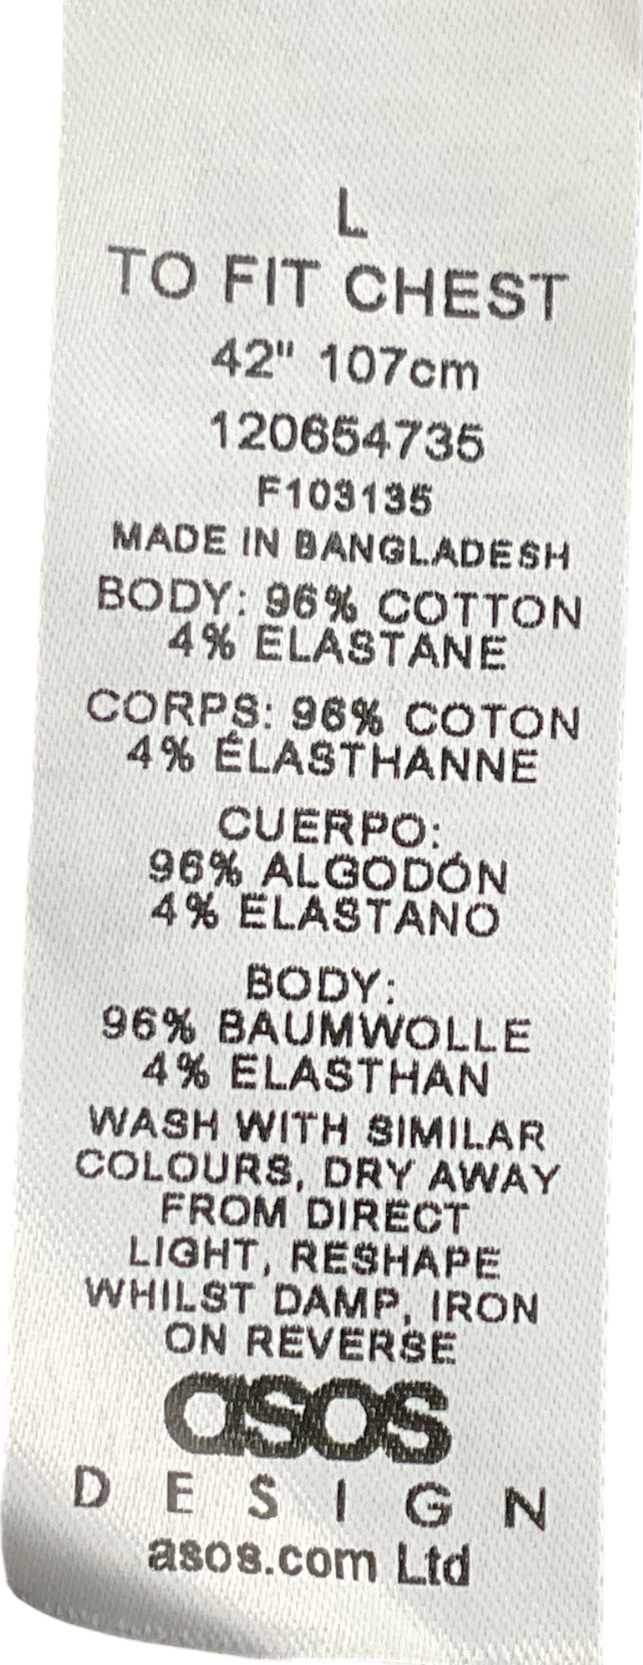 L
TO FIT CHEST
42" 107cm
120654735
F103135
MADE IN BANGLADESH
BODY: 96% COTTON
4% ELASTANE
CORPS: 96% COTON
4% ÉLASTHANNE
CUERPO:
96% ALGODÓN
4% ELASTANO
BODY:
96% BAUMWOLLE
4% ELASTHAN
WASH WITH SIMILAR
COLOURS, DRY AWAY
FROM DIRECT
LIGHT, RESHAPE
WHILST DAMP, IRON
ON REVERSE
asos
DESIGN
asos.com Ltd